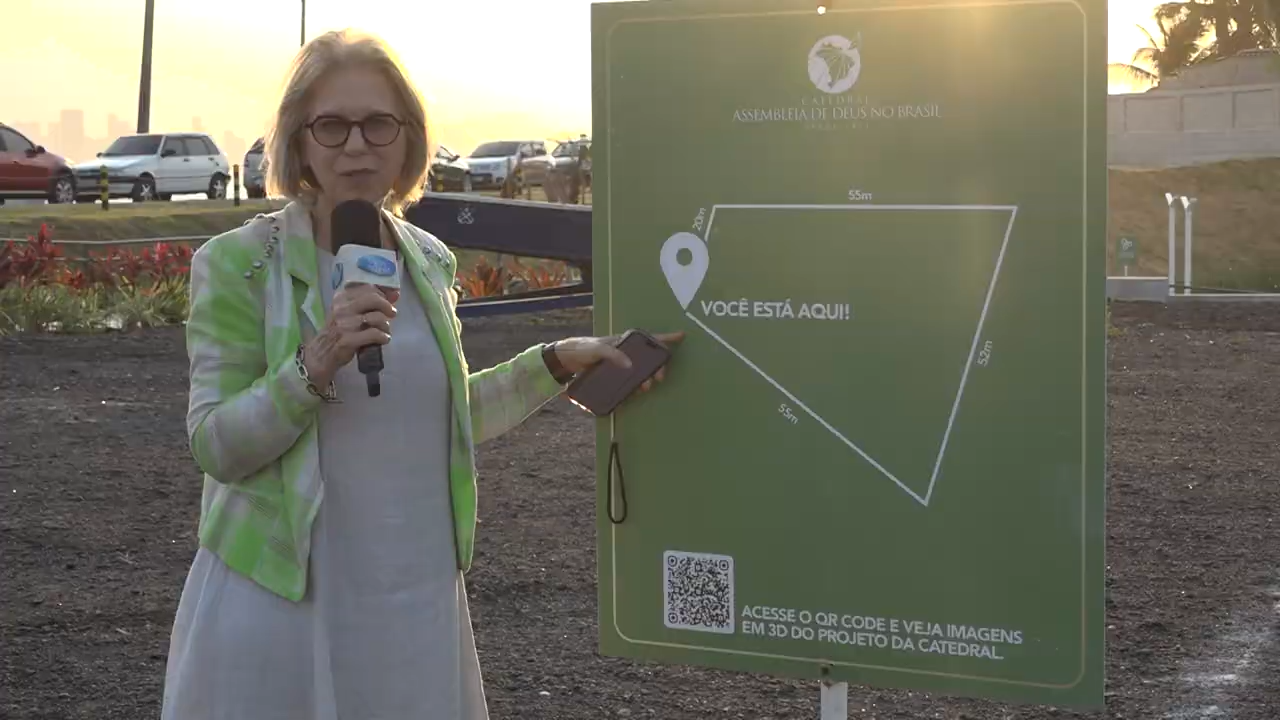 CATEDRAL
ASSEMBLEIA DE DEUS NO BRASIL
55m
20m
VOCÊ ESTÁ AQUI!
52m
55m
ACESSE O QR CODE E VEJA IMAGENS
EM 3D DO PROJETO DA CATEDRAL.